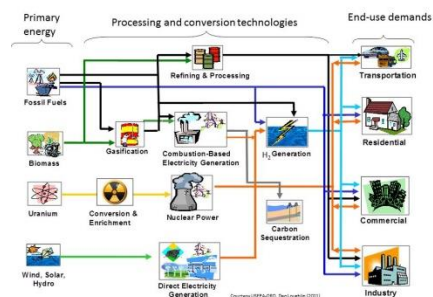 Primary
energy
Processing and conversion technologies
End-use demands
Refining & Processing
Transportation
Fossil Fuels
Gasification
Combustion-Based
Electricity Generation
H2 Generation
Residential
Biomass
Uranium
Conversion &
Enrichment
Nuclear Power
Carbon
Sequestration
Commercial
Wind, Solar,
Hydro
Direct Electricity
Generation
Industry